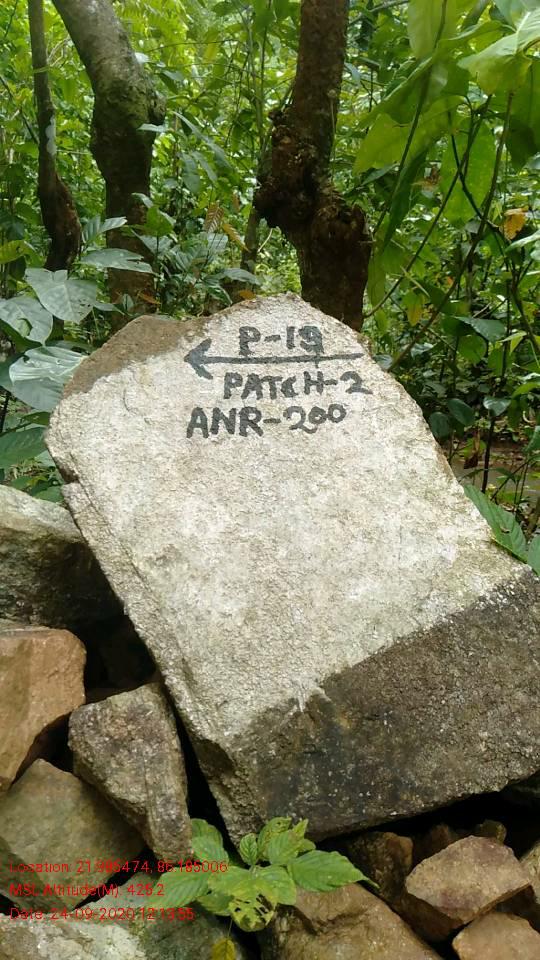 P-19
PATCH-2
ANR-200
Location: 21.985474, 86.185006
MSL Altitude(M): 425.2
Date: 24-09-2020 12:13:55